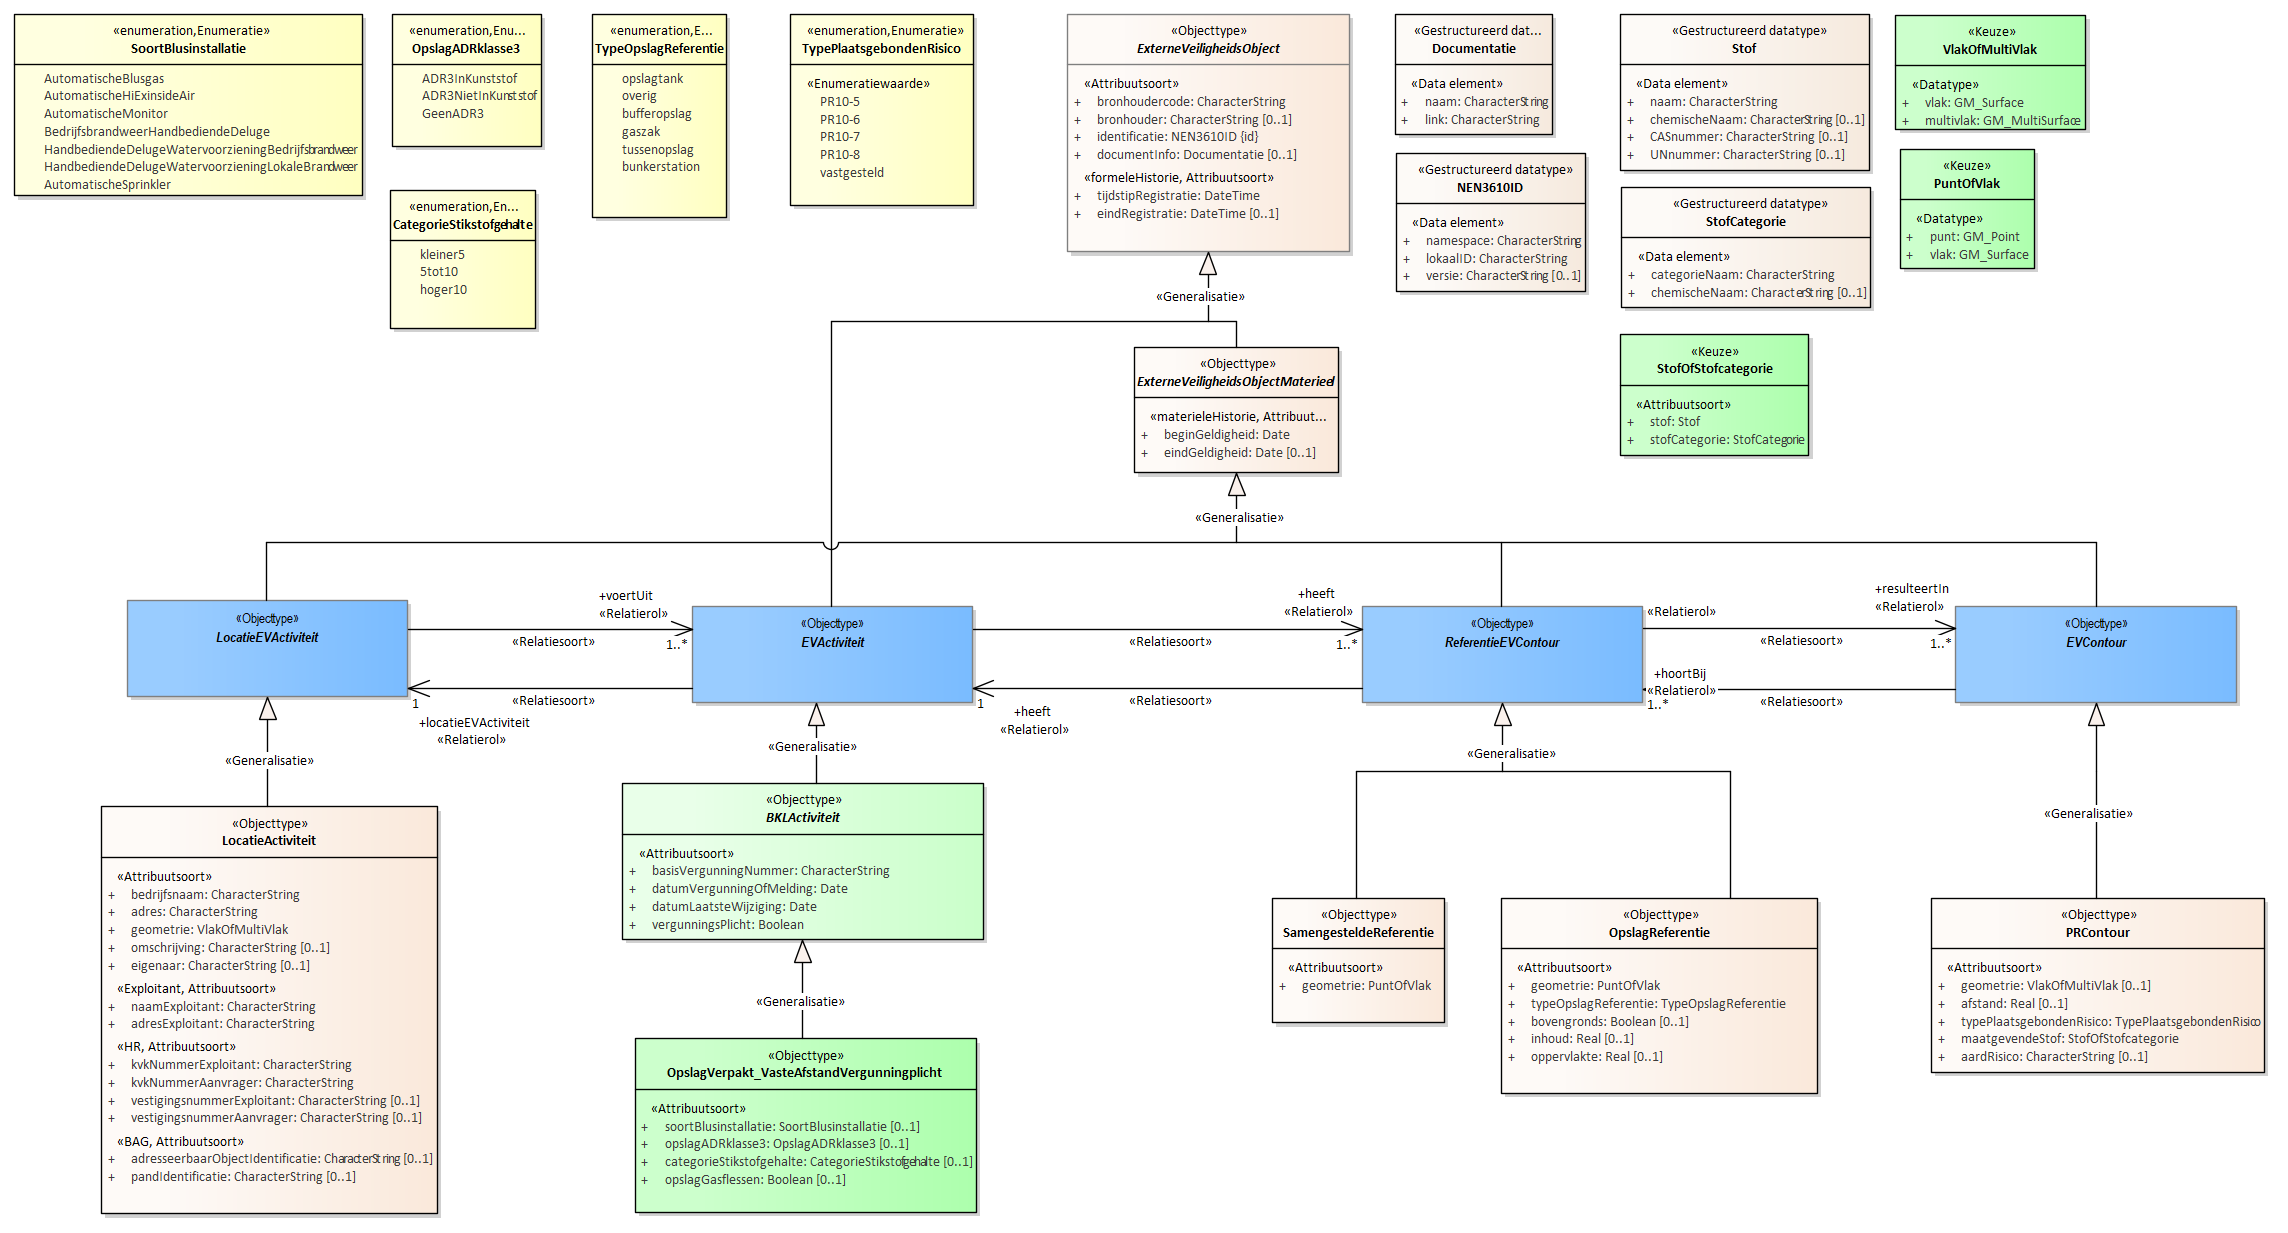 «enumeration,Enumeratie»
SoortBlusinstallatie
AutomatischeBlusgas
AutomatischeHiExinsideAir
AutomatischeMonitor
BedrijfsbrandweerHandbediendeDeluge
HandbediendeDelugeWatervoorzieningBedrijfsbrandweer
HandbediendeDelugeWatervoorzieningLokaleBrandweer
AutomatischeSprinkler
«enumeration,Enu...
OpslagADRklasse3
ADR3InKunststof
ADR3NietInKunststof
GeenADR3
«enumeration,En...
CategorieStikstofgehalte
kleiner5
5tot10
hoger10
«enumeration,E...
TypeOpslagReferentie
opslagtank
overig
bufferopslag
gaszak
tussenopslag
bunkerstation
«enumeration,Enumeratie»
TypePlaatsgebondenRisico
«Enumeratiewaarde»
PR10-5
PR10-6
PR10-7
PR10-8
vastgesteld
«Objecttype»
ExterneVeiligheidsObject
«Attribuutsoort»
+ bronhoudercode: CharacterString
+ bronhouder: CharacterString [0..1]
+ identificatie: NEN3610ID {id}
+ documentInfo: Documentatie [0..1]
«formeleHistorie, Attribuutsoort»
+ tijdstipRegistratie: DateTime
+ eindRegistratie: DateTime [0..1]
«Gestructureerd dat...
Documentatie
«Data element»
+ naam: CharacterString
+ link: CharacterString
«Gestructureerd datatype»
NEN3610ID
«Data element»
+ namespace: CharacterString
+ lokaalID: CharacterString
+ versie: CharacterString [0..1]
«Gestructureerd datatype»
Stof
«Data element»
+ naam: CharacterString
+ chemischeNaam: CharacterString [0..1]
+ CASnummer: CharacterString [0..1]
+ UNnummer: CharacterString [0..1]
«Gestructureerd datatype»
StofCategorie
«Data element»
+ categorieNaam: CharacterString
+ chemischeNaam: CharacterString [0..1]
«Keuze»
StofOfStofcategorie
«Attribuutsoort»
+ stof: Stof
+ stofCategorie: StofCategorie
«Keuze»
VlakOfMultiVlak
«Datatype»
+ vlak: GM_Surface
+ multivlak: GM_MultiSurface
«Keuze»
PuntOfVlak
«Datatype»
+ punt: GM_Point
+ vlak: GM_Surface
«Generalisatie»
«Objecttype»
ExterneVeiligheidsObjectMaterieel
«materieleHistorie, Attribuut...
+ beginGeldigheid: Date
+ eindGeldigheid: Date [0..1]
«Generalisatie»
«Objecttype»
LocatieEVActiviteit
+voertUit
«Relatierol»
«Relatiesoort»
1..*
«Relatiesoort»
1
+locatieEVActiviteit
«Relatierol»
«Objecttype»
EVActiviteit
+heeft
«Relatierol»
«Relatiesoort»
1..*
«Relatiesoort»
1
+heeft
«Relatierol»
«Objecttype»
ReferentieEVContour
«Relatierol»
+resulteertIn
«Relatierol»
«Relatiesoort»
1..*
+hoortBij
«Relatierol»
1..*
«Relatiesoort»
«Objecttype»
EVContour
«Generalisatie»
«Generalisatie»
«Generalisatie»
«Generalisatie»
«Objecttype»
LocatieActiviteit
«Attribuutsoort»
+ bedrijfsnaam: CharacterString
+ adres: CharacterString
+ geometrie: VlakOfMultiVlak
+ omschrijving: CharacterString [0..1]
+ eigenaar: CharacterString [0..1]
«Exploitant, Attribuutsoort»
+ naamExploitant: CharacterString
+ adresExploitant: CharacterString
«HR, Attribuutsoort»
+ kvkNummerExploitant: CharacterString
+ kvkNummerAanvrager: CharacterString
+ vestigingsnummerExploitant: CharacterString [0..1]
+ vestigingsnummerAanvrager: CharacterString [0..1]
«BAG, Attribuutsoort»
+ adresseerbaarObjectIdentificatie: CharacterString [0..1]
+ pandIdentificatie: CharacterString [0..1]
«Objecttype»
BKLActiviteit
«Attribuutsoort»
+ basisVergunningNummer: CharacterString
+ datumVergunningOfMelding: Date
+ datumLaatsteWijziging: Date
+ vergunningsPlicht: Boolean
«Generalisatie»
«Objecttype»
OpslagVerpakt_VasteAfstandVergunningplicht
«Attribuutsoort»
+ soortBlusinstallatie: SoortBlusinstallatie [0..1]
+ opslagADRklasse3: OpslagADRklasse3 [0..1]
+ categorieStikstofgehalte: CategorieStikstofgehalte [0..1]
+ opslagGasflessen: Boolean [0..1]
«Objecttype»
SamengesteldeReferentie
«Attribuutsoort»
+ geometrie: PuntOfVlak
«Objecttype»
OpslagReferentie
«Attribuutsoort»
+ geometrie: PuntOfVlak
+ typeOpslagReferentie: TypeOpslagReferentie
+ bovengronds: Boolean [0..1]
+ inhoud: Real [0..1]
+ oppervlakte: Real [0..1]
«Objecttype»
PRContour
«Attribuutsoort»
+ geometrie: VlakOfMultiVlak [0..1]
+ afstand: Real [0..1]
+ typePlaatsgebondenRisico: TypePlaatsgebondenRisico
+ maatgevendeStof: StofOfStofcategorie
+ aardRisico: CharacterString [0..1]